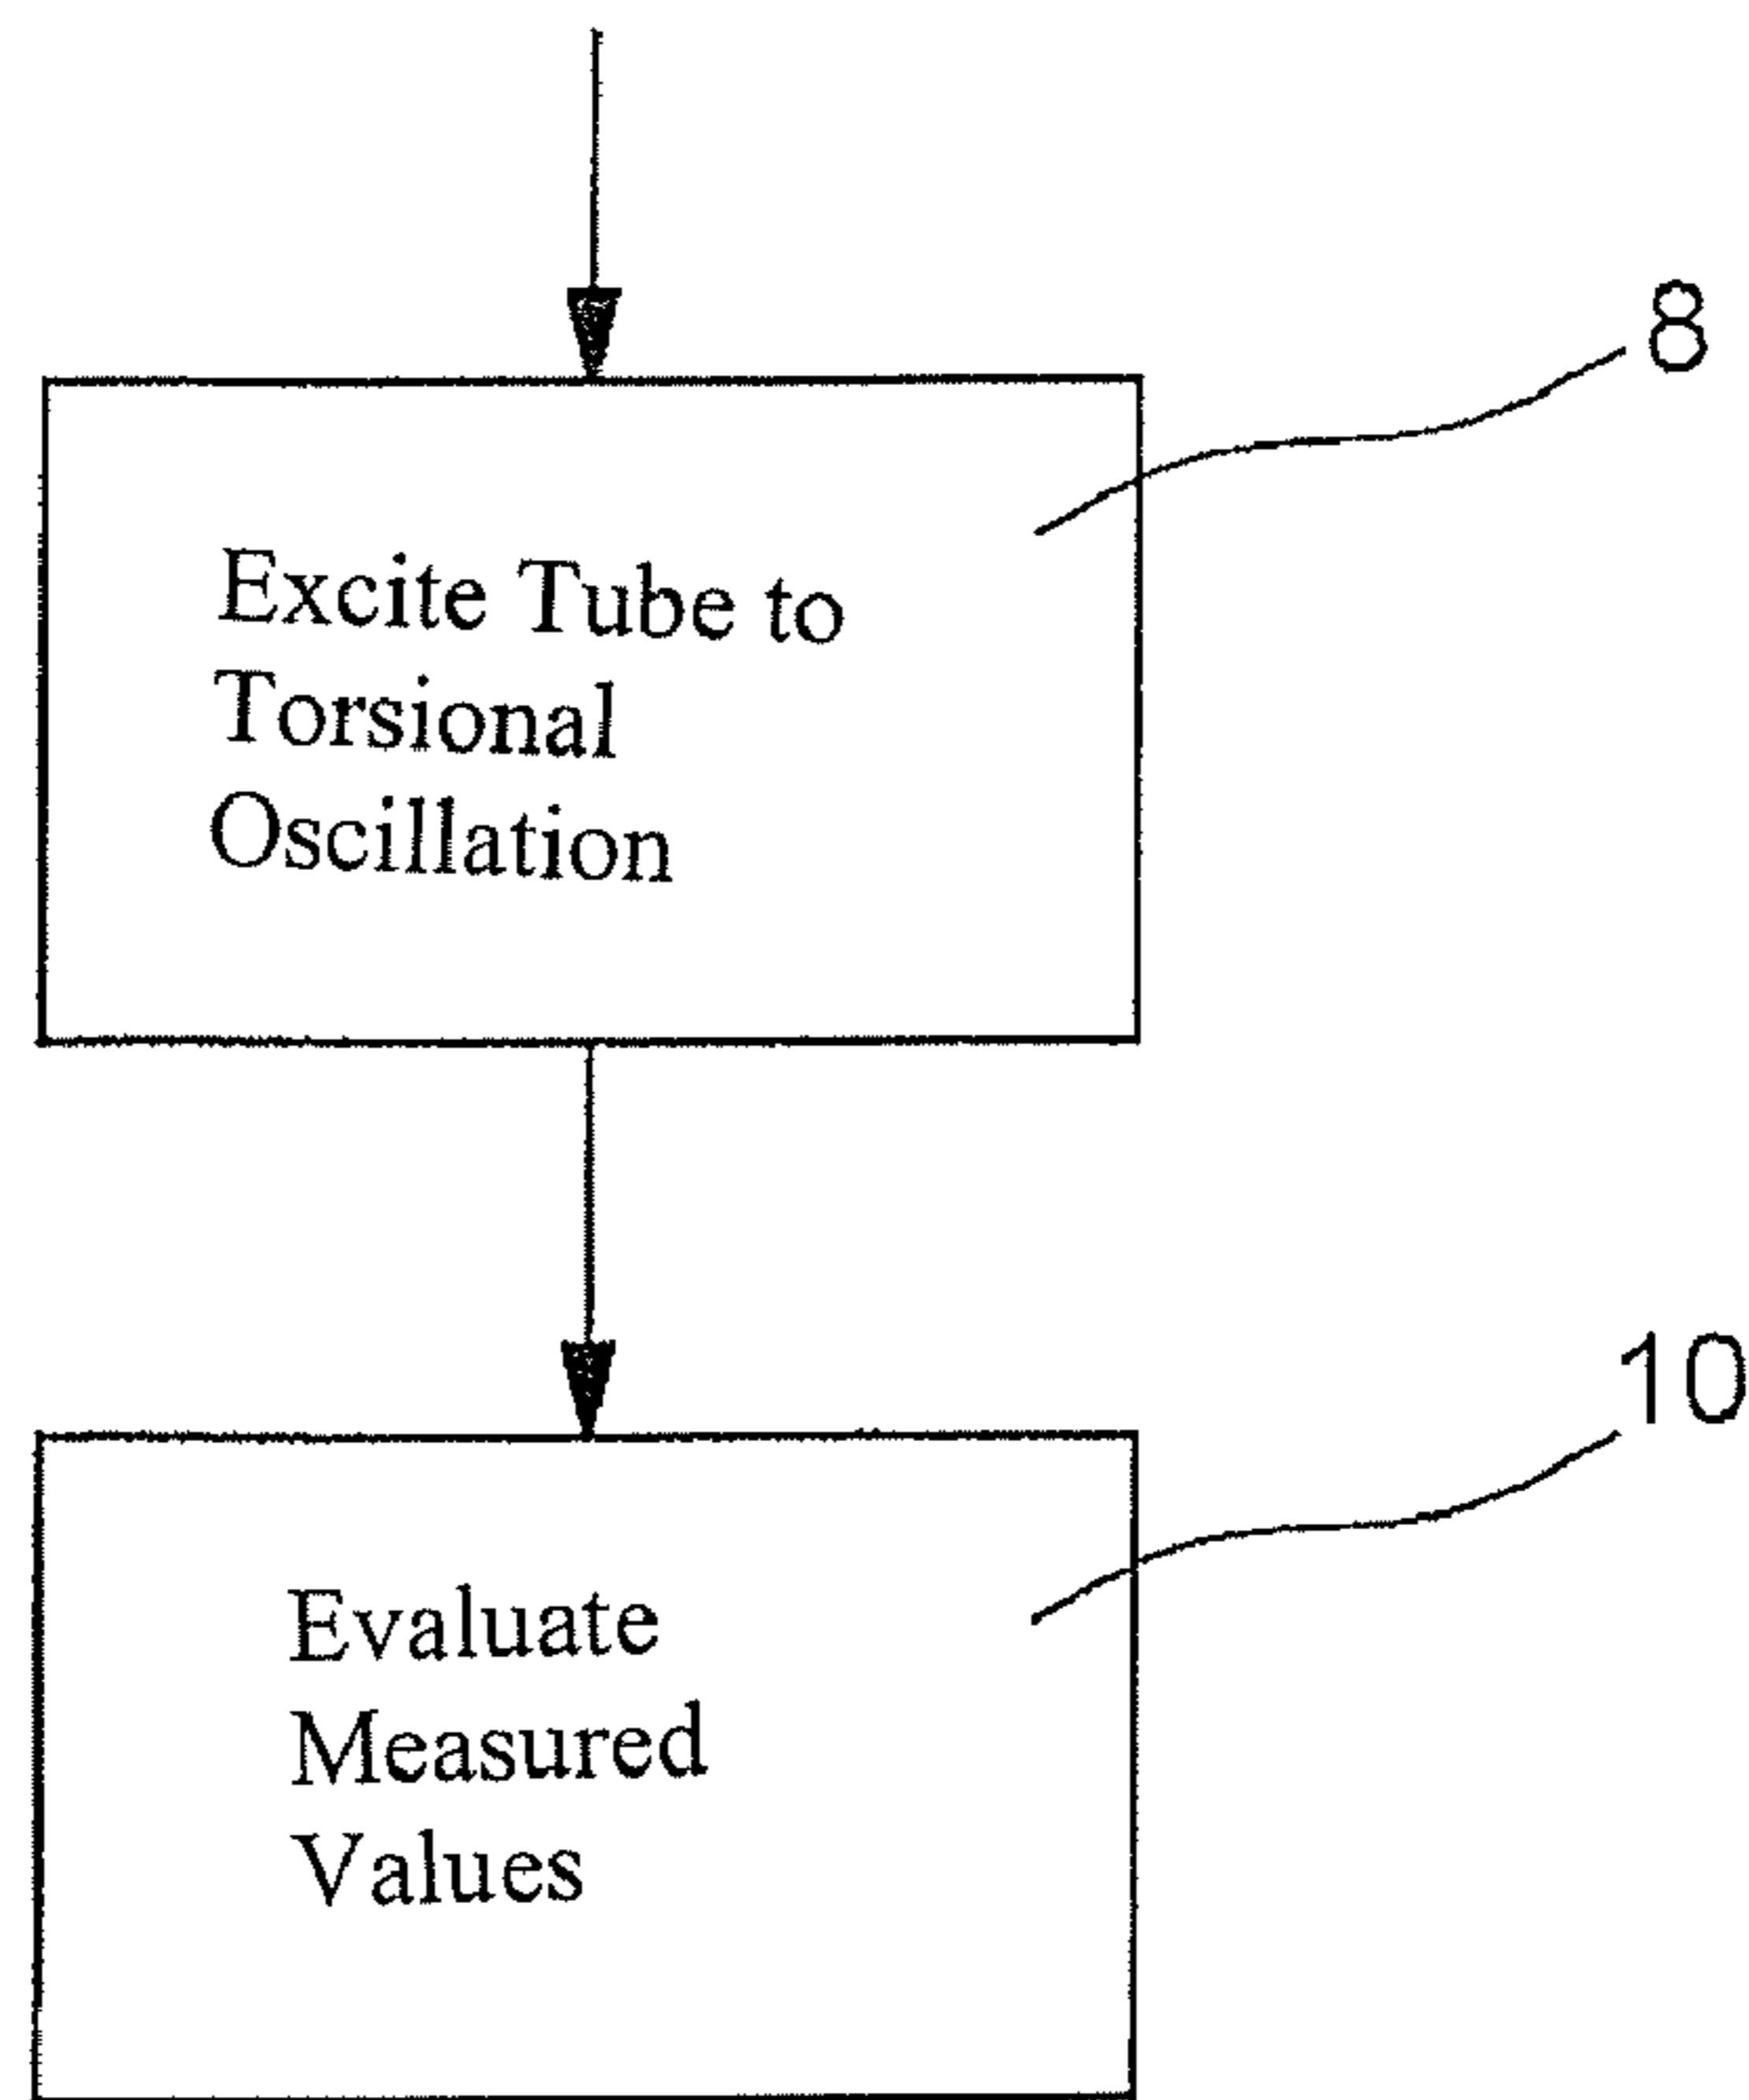 8
Excite Tube to
Torsional
Oscillation
10
Evaluate
Measured
Values